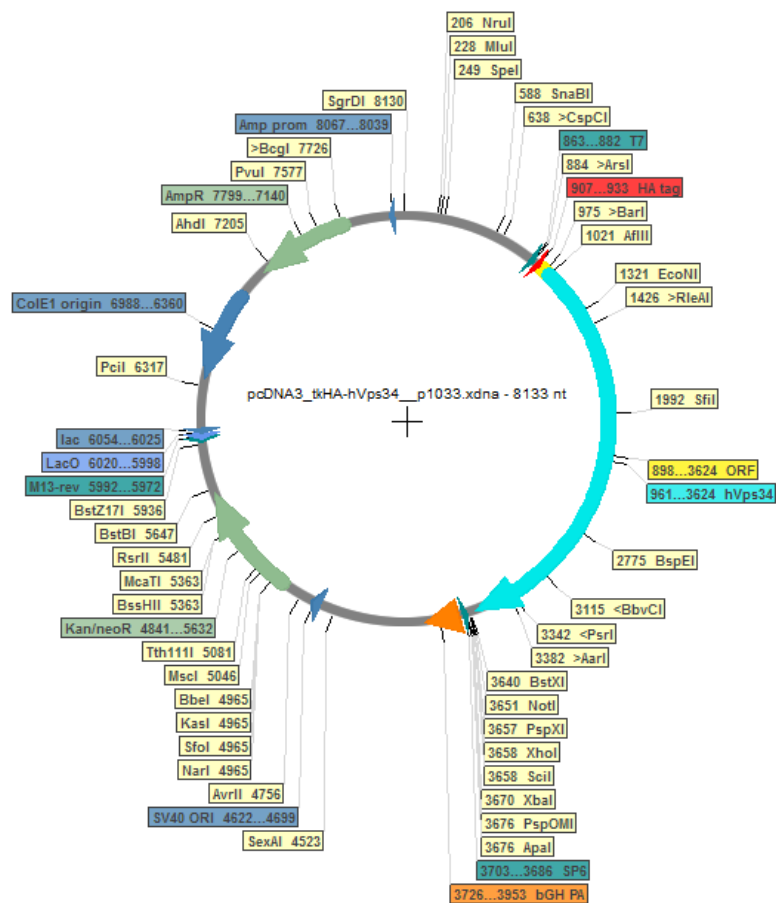 206 NruI
228 MluI
249 SpeI
588 SnaBI
638 >CspCI
863...882 T7
884 >ArsI
907...933 HA tag
975 >BarI
1021 AflII
1321 EcoNI
1426 >RleAI
1992 SfiI
898...3624 ORF
961...3624 hVps34
2775 BspEI
3115 <BbvCI
3342 <PsrI
3382 >AarI
3640 BstXI
3651 NotI
3657 PspXI
3658 XhoI
3658 SciI
3670 XbaI
3676 PspOMI
3676 ApaI
3703...3686 SP6
3726...3953 bGH PA
SexAI 4523
SV40 ORI 4622...4699
AvrII 4756
NarI 4965
SfoI 4965
KasI 4965
BbeI 4965
MscI 5046
Tth111I 5081
Kan/neoR 4841...5632
BssHII 5363
McaTI 5363
RsrII 5481
BstBI 5647
BstZ17I 5936
M13-rev 5992...5972
LacO 6020...5998
lac 6054...6025
PciI 6317
ColE1 origin 6988...6360
AhdI 7205
AmpR 7799...7140
PvuI 7577
>BcgI 7726
Amp prom 8067...8039
SgrDI 8130
pcDNA3_tkHA-hVps34__p1033.xdna - 8133 nt